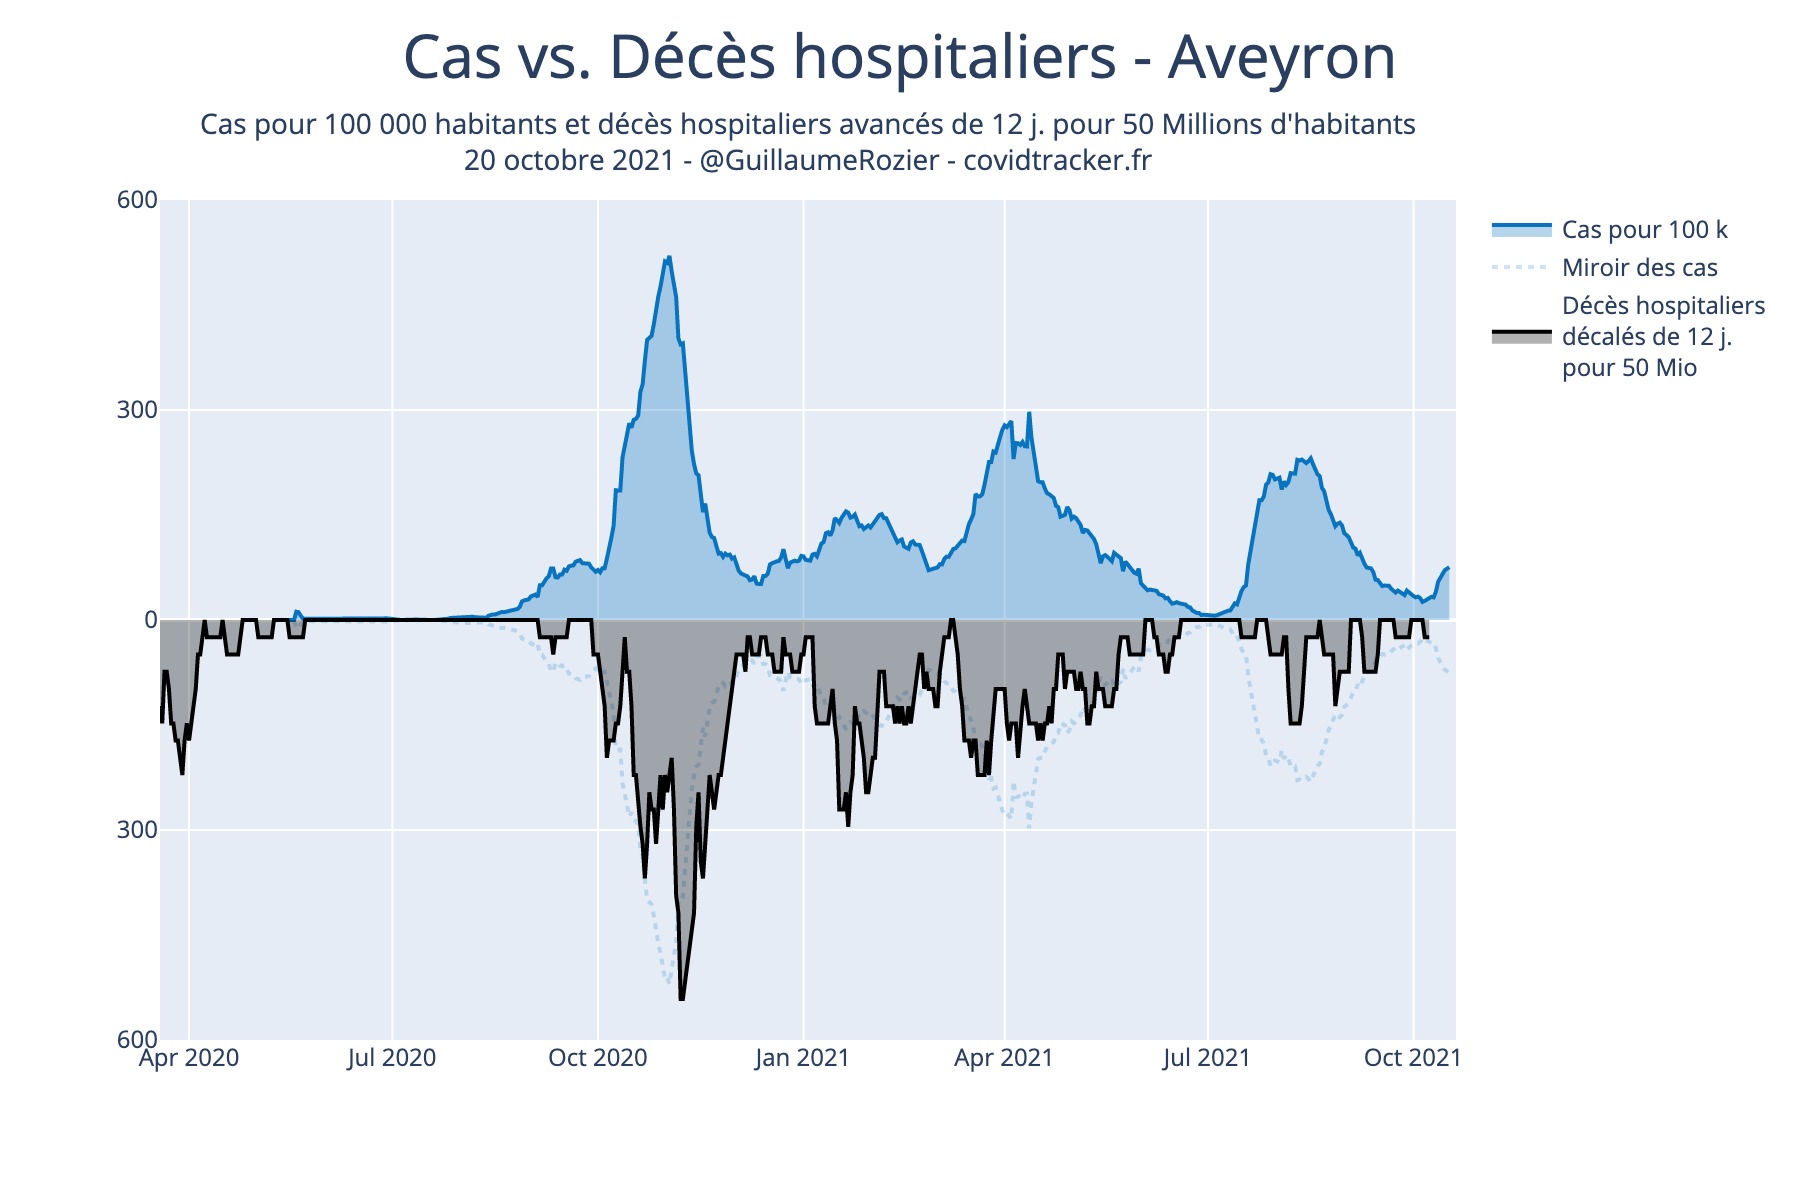 Cas vs. Décès hospitaliers - Aveyron
Cas pour 100 000 habitants et décès hospitaliers avancés de 12 j. pour 50 Millions d'habitants
20 octobre 2021 - @GuillaumeRozier - covidtracker.fr
600
300
0
300
600
Apr 2020
Jul 2020
Oct 2020
Jan 2021
Apr 2021
Jul 2021
Oct 2021
Cas pour 100 k
Miroir des cas
Décès hospitaliers
décalés de 12 j.
pour 50 Mio